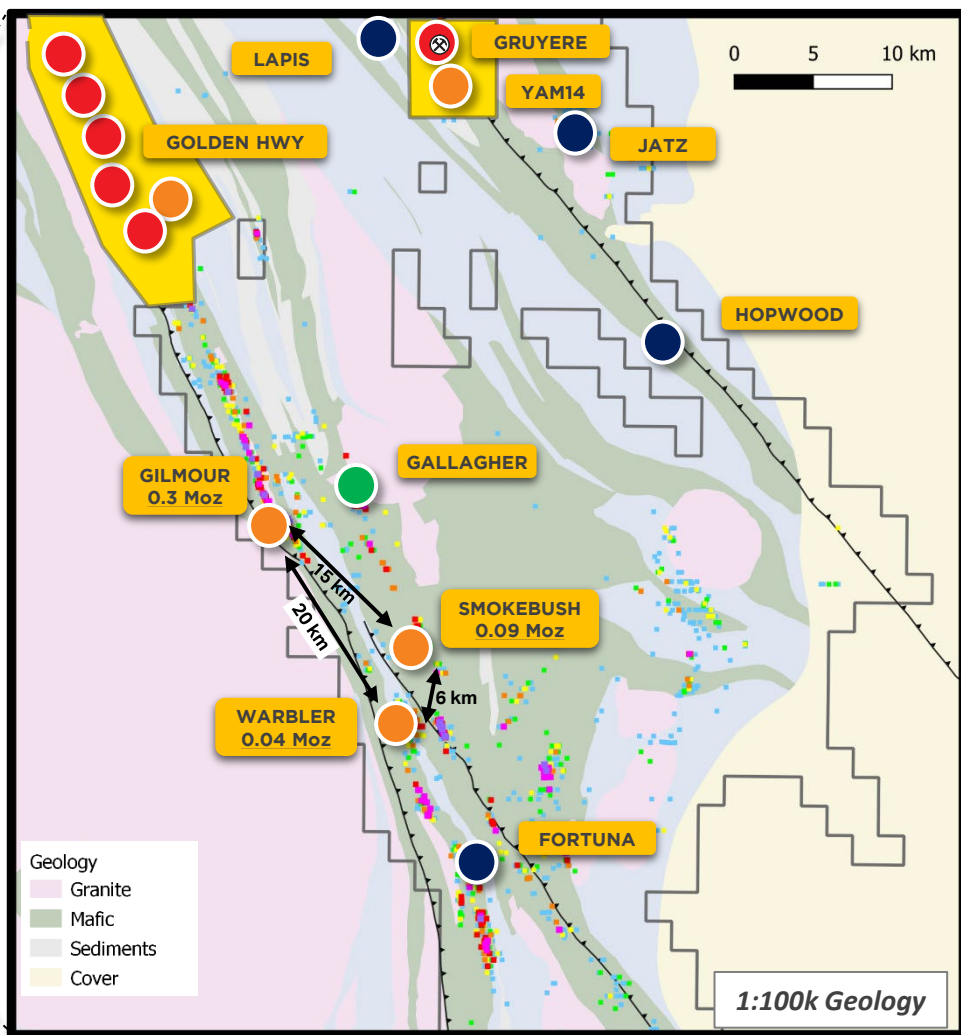 LAPIS
GRUYERE
0 5 10 km
YAM14
GOLDEN HWY
JATZ
HOPWOOD
GALLAGHER
GILMOUR
0.3 Moz
15 km
20 km
SMOKEBUSH
0.09 Moz
6 km
WARBLER
0.04 Moz
FORTUNA
Geology
Granite
Mafic
Sediments
Cover
1:100k Geology